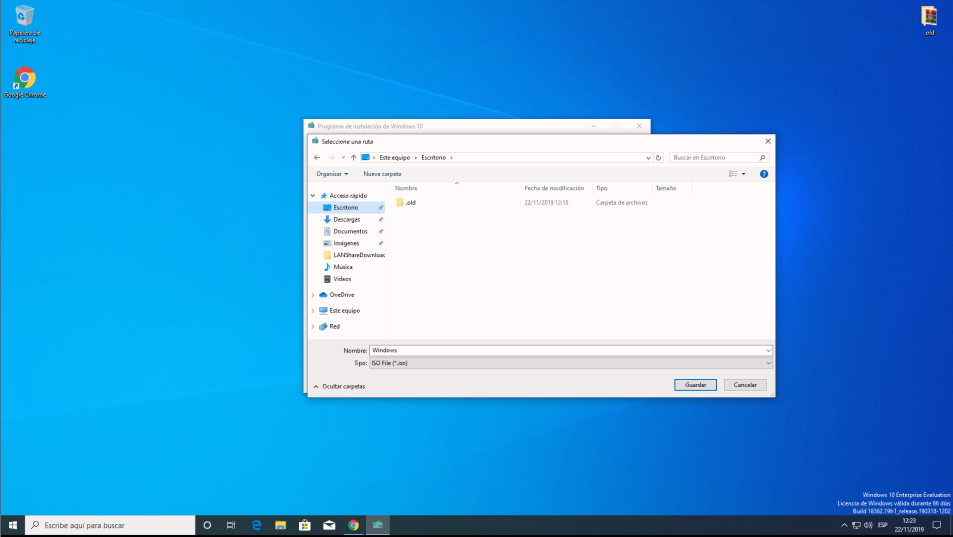 Papelera de
reciclaje
.old
Google Chrome
Programa de instalación de Windows 10
Seleccione una ruta
Este equipo
Escritorio
Buscar en Escritorio
Organizar
Nueva carpeta
Nombre
Fecha de modificación
Tipo
Tamaño
.old
22/11/2019 12:18
Carpeta de archivos
Acceso rápido
Escritorio
Descargas
Documentos
Imágenes
LANShareDownloac
Música
Vídeos
OneDrive
Este equipo
Red
Nombre: Windows
Tipo: ISO File (*.iso)
Ocultar carpetas
Guardar
Cancelar
Windows 10 Enterprise Evaluation
Licencia de Windows válida durante 66 días
Build 18362.19h1_release.190318-1202
Escribe aquí para buscar
ESP
12:23
22/11/2019